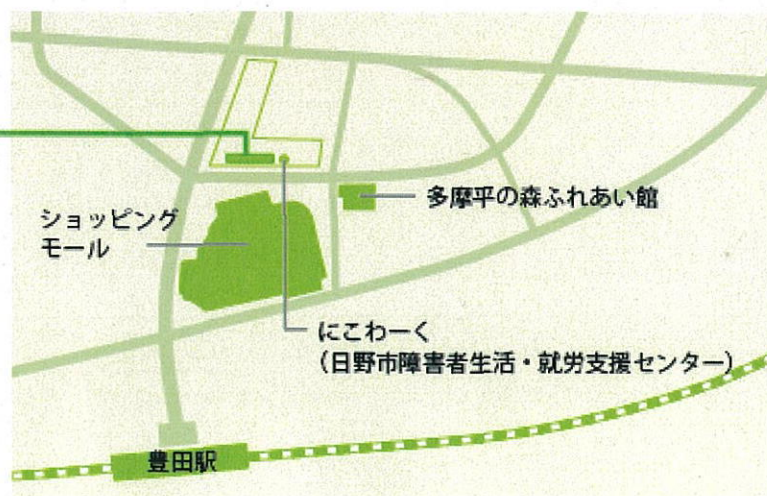 多摩平の森ふれあい館
ショッピング
モール
にこわーく
（日野市障害者生活・就労支援センター）
豊田駅